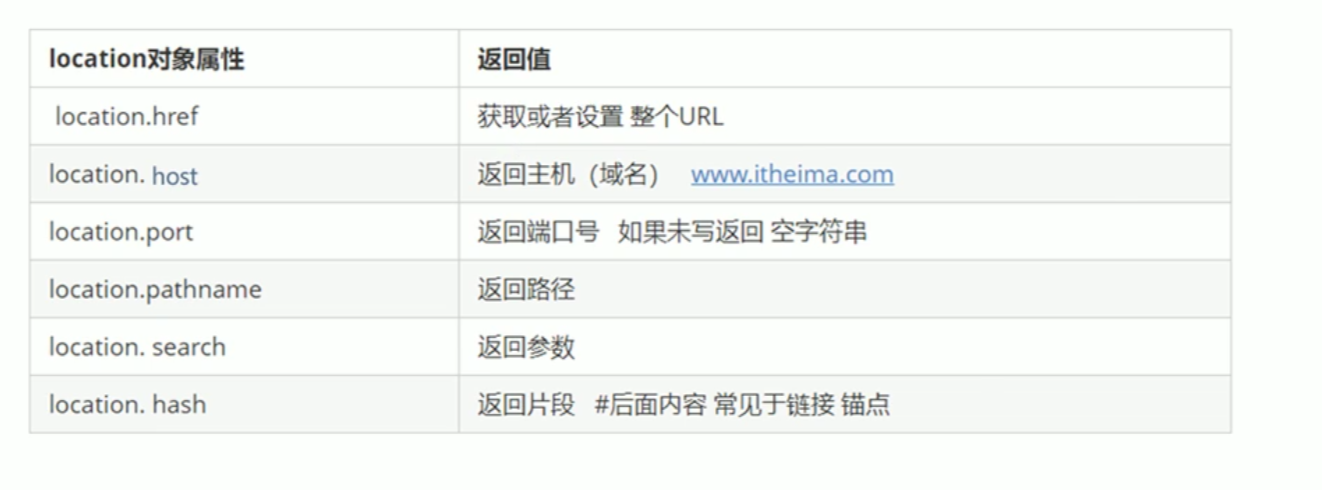 location对象属性 返回值
location.href 获取或者设置 整个URL
location. host 返回主机（域名） www.itheima.com
location.port 返回端口号 如果未写返回 空字符串
location.pathname 返回路径
location. search 返回参数
location. hash 返回片段 #后面内容 常见于链接 锚点